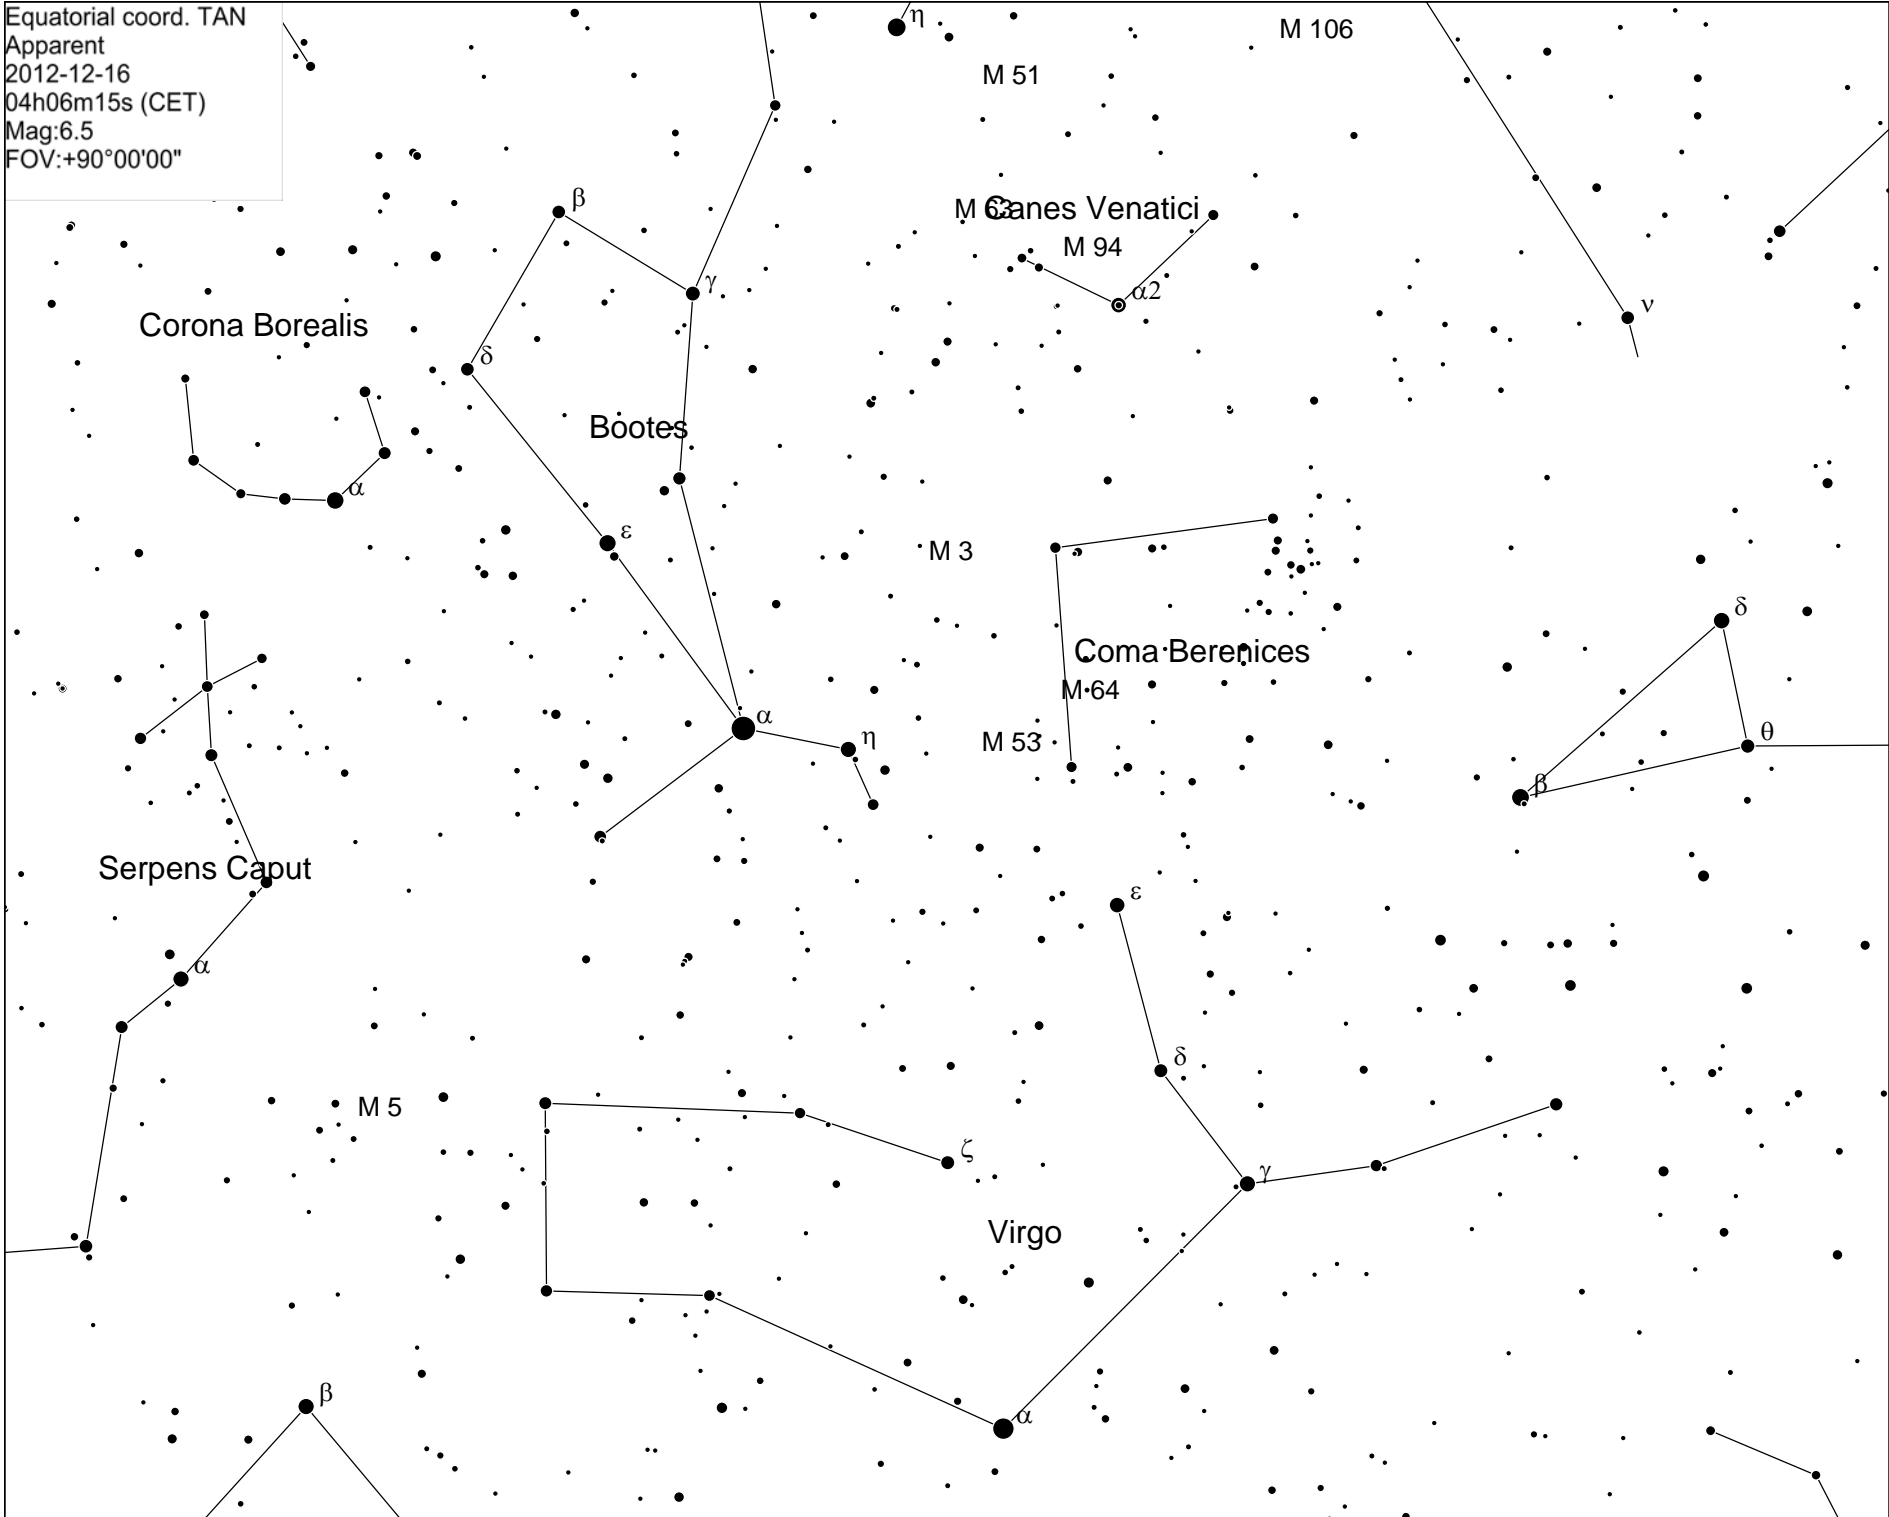 Equatorial coord. TAN
Apparent
2012-12-16
04h06m15s (CET)
Mag:6.5
FOV:+90°00'00"
η
M 106
M 51
β
M 63
Canes Venatici
M 94
γ
α2
ν
Corona Borealis
δ
Bootes
α
ε
M 3
δ
Coma Berenices
M 64
α
η
M 53
θ
β
Serpens Caput
ε
α
δ
M 5
ζ
γ
Virgo
β
α